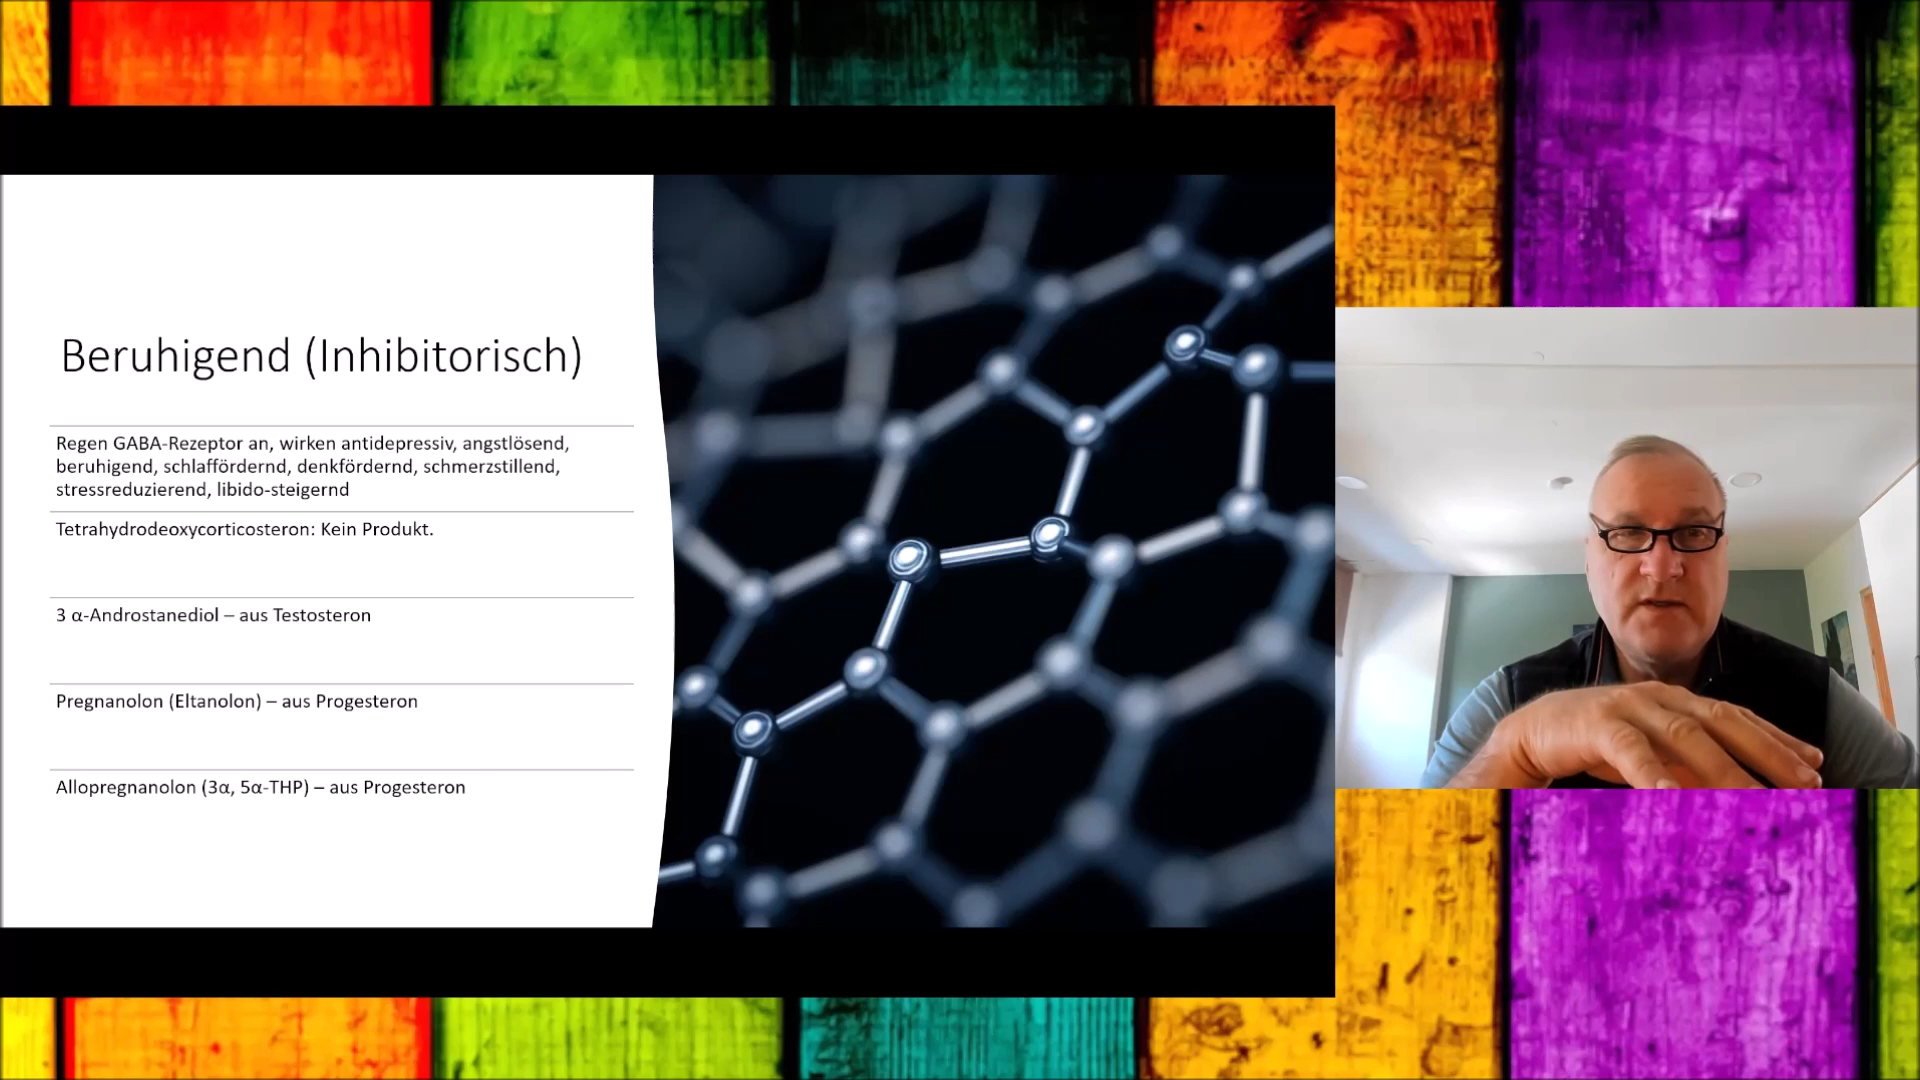 Beruhigend (Inhibitorisch)
Regen GABA-Rezeptor an, wirken antidepressiv, angstlösend,
beruhigend, schlaffördernd, denkfördernd, schmerzstillend,
stressreduzierend, libido-steigernd
Tetrahydrodeoxycorticosteron: Kein Produkt.
3 α-Androstanediol – aus Testosteron
Pregnanolon (Eltanolon) – aus Progesteron
Allopregnanolon (3α, 5α-THP) – aus Progesteron